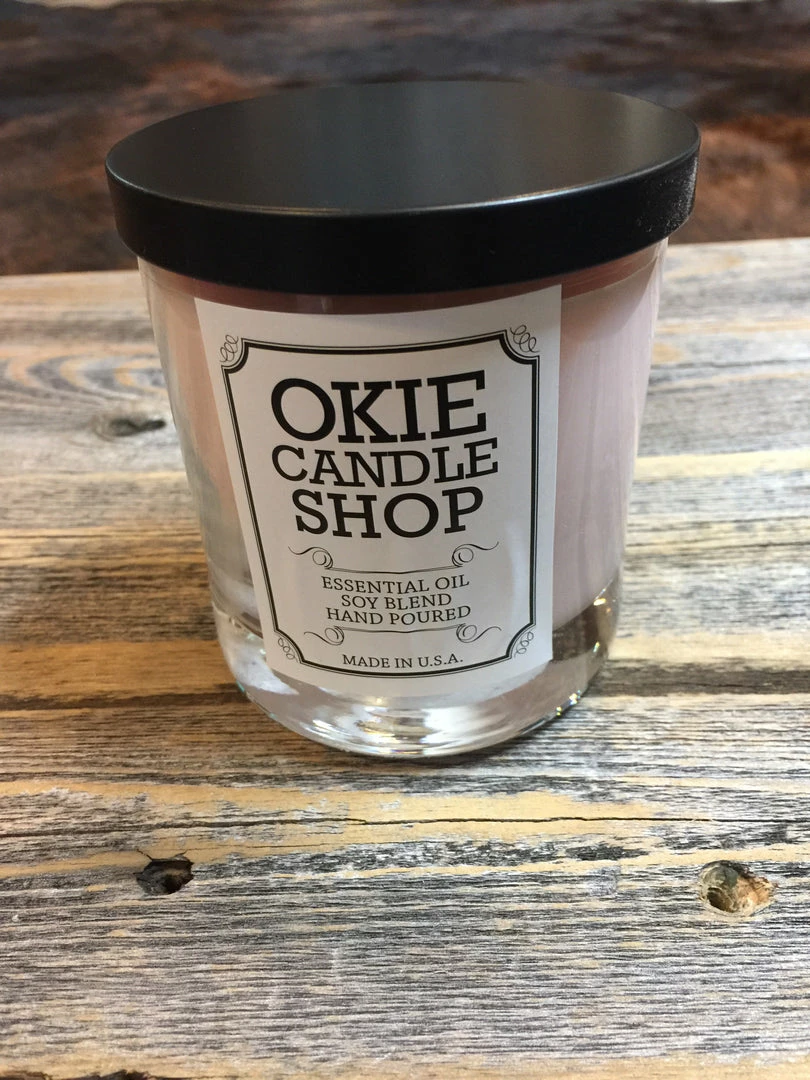 OKIE
CANDLE
SHOP
ESSENTIAL OIL
SOY BLEND
HAND POURED
MADE IN U.S.A.